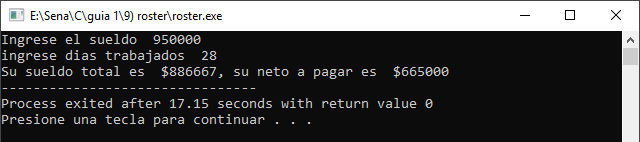 E:\Sena\C\guia 1\9) roster\roster.exe
Ingrese el sueldo  950000
ingrese dias trabajados  28
Su sueldo total es  $886667, su neto a pagar es  $665000
--------------------------------
Process exited after 17.15 seconds with return value 0
Presione una tecla para continuar . . .